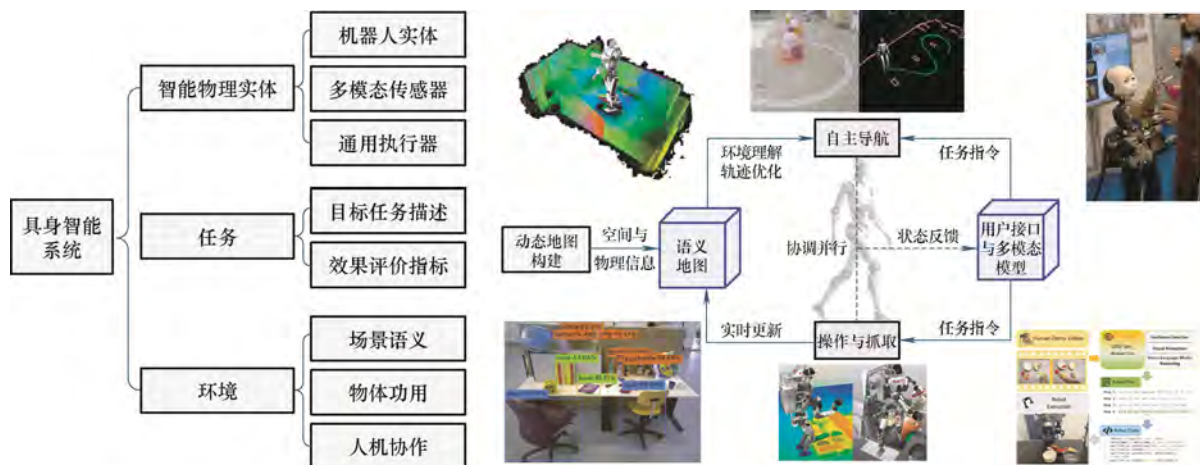 具身智能
系统
智能物理实体
机器人实体
多模态传感器
通用执行器
任务
目标任务描述
效果评价指标
环境
场景语义
物体功用
人机协作
自主导航
环境理解
轨迹优化
任务指令
动态地图
构建
空间与
物理信息
语义
地图
协调并行
状态反馈
用户接口
与多模态
模型
实时更新
操作与抓取
任务指令